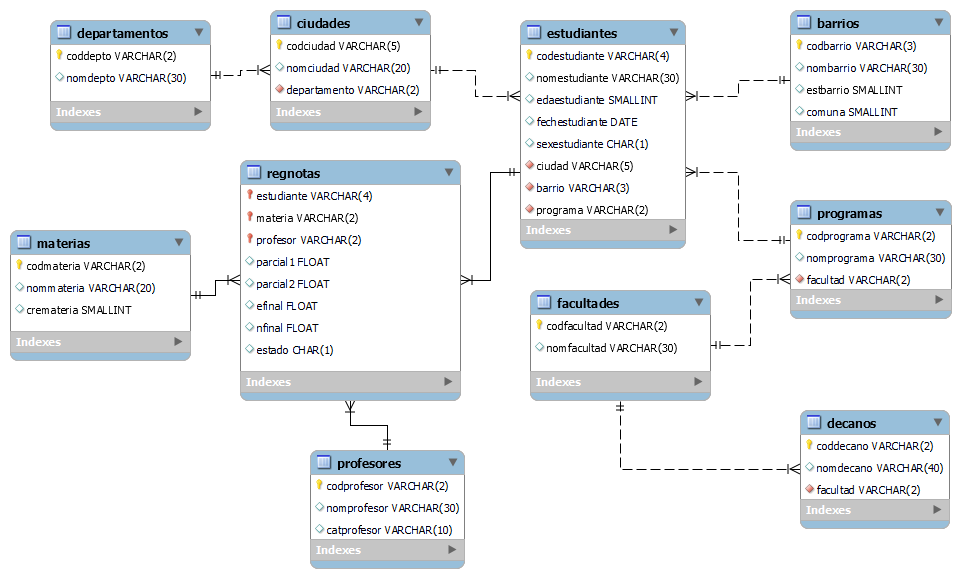 departamentos
coddepto VARCHAR(2)
nomdepto VARCHAR(30)
Indexes
ciudades
codciudad VARCHAR(5)
nomciudad VARCHAR(20)
departamento VARCHAR(2)
Indexes
estudiantes
codestudiante VARCHAR(4)
nomestudiante VARCHAR(30)
edaestudiante SMALLINT
fechestudiante DATE
sexestudiante CHAR(1)
ciudad VARCHAR(5)
barrio VARCHAR(3)
programa VARCHAR(2)
Indexes
barrios
codbarrio VARCHAR(3)
nombarrio VARCHAR(30)
estbarrio SMALLINT
comuna SMALLINT
Indexes
regnotas
estudiante VARCHAR(4)
materia VARCHAR(2)
profesor VARCHAR(2)
parcial1 FLOAT
parcial2 FLOAT
efinal FLOAT
nfinal FLOAT
estado CHAR(1)
Indexes
materias
codmateria VARCHAR(2)
nommateria VARCHAR(20)
cremateria SMALLINT
Indexes
programas
codprograma VARCHAR(2)
nomprograma VARCHAR(30)
facultad VARCHAR(2)
Indexes
facultades
codfacultad VARCHAR(2)
nomfacultad VARCHAR(30)
Indexes
decanos
coddecano VARCHAR(2)
nomdecano VARCHAR(40)
facultad VARCHAR(2)
Indexes
profesores
codprofesor VARCHAR(2)
nomprofesor VARCHAR(30)
catprofesor VARCHAR(10)
Indexes